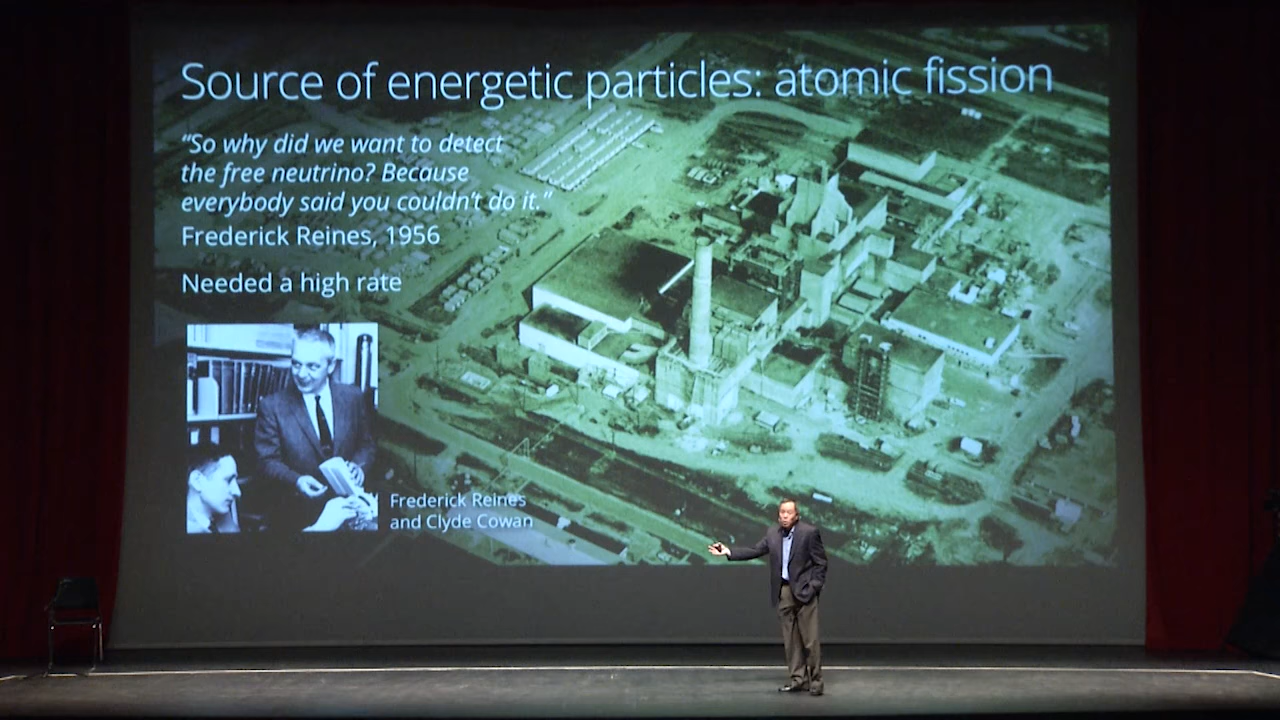 Source of energetic particles: atomic fission
“So why did we want to detect
the free neutrino? Because
everybody said you couldn’t do it.”
Frederick Reines, 1956
Needed a high rate
Frederick Reines
and Clyde Cowan